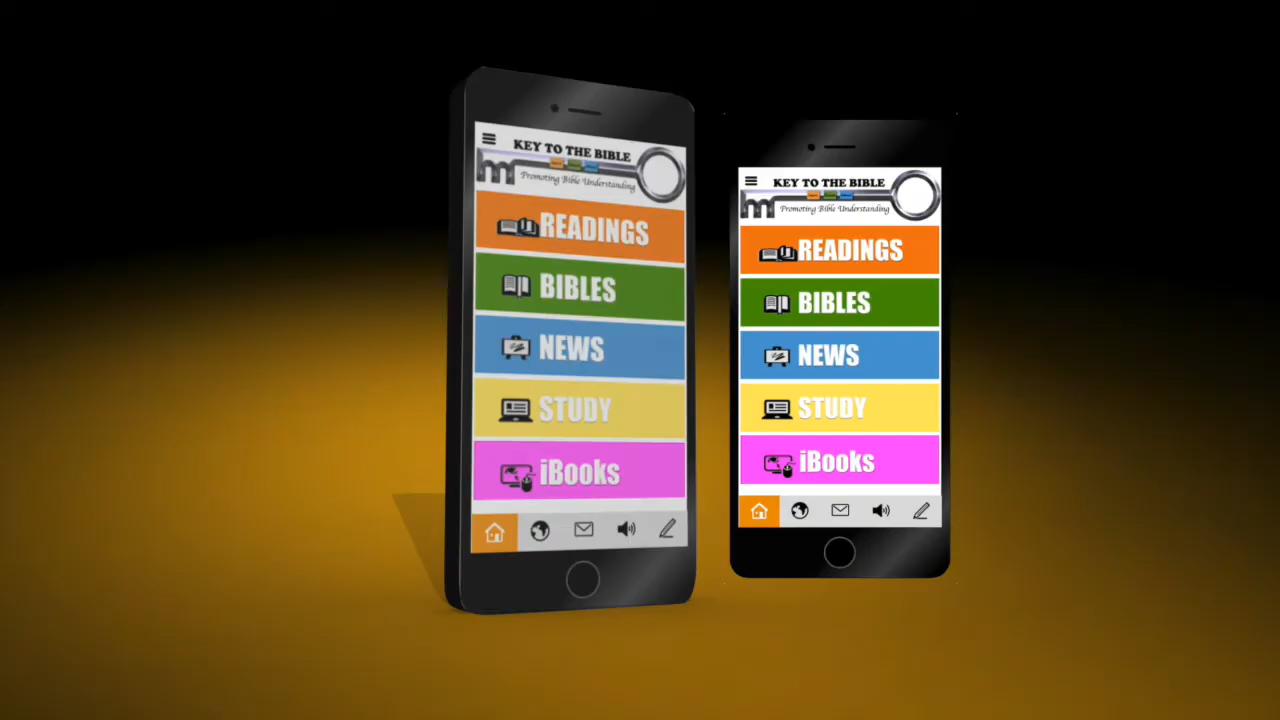 KEY TO THE BIBLE
Promoting Bible Understanding
READINGS
BIBLES
NEWS
STUDY
iBooks
KEY TO THE BIBLE
Promoting Bible Understanding
READINGS
BIBLES
NEWS
STUDY
iBooks